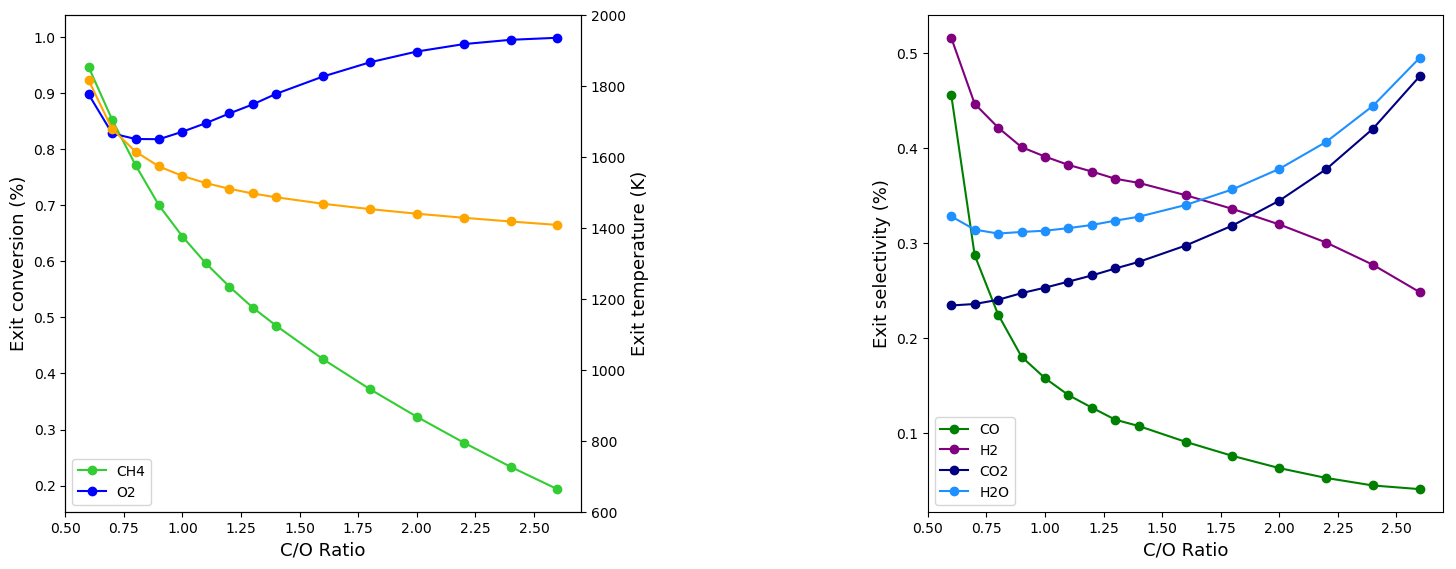 1.0
0.9
0.8
0.7
0.6
0.5
0.4
0.3
0.2
Exit conversion (%)
0.50 0.75 1.00 1.25 1.50 1.75 2.00 2.25 2.50
C/O Ratio
CH4
O2
2000
1800
1600
1400
1200
1000
800
600
Exit temperature (K)
0.5
0.4
0.3
0.2
0.1
Exit selectivity (%)
0.50 0.75 1.00 1.25 1.50 1.75 2.00 2.25 2.50
C/O Ratio
CO
H2
CO2
H2O